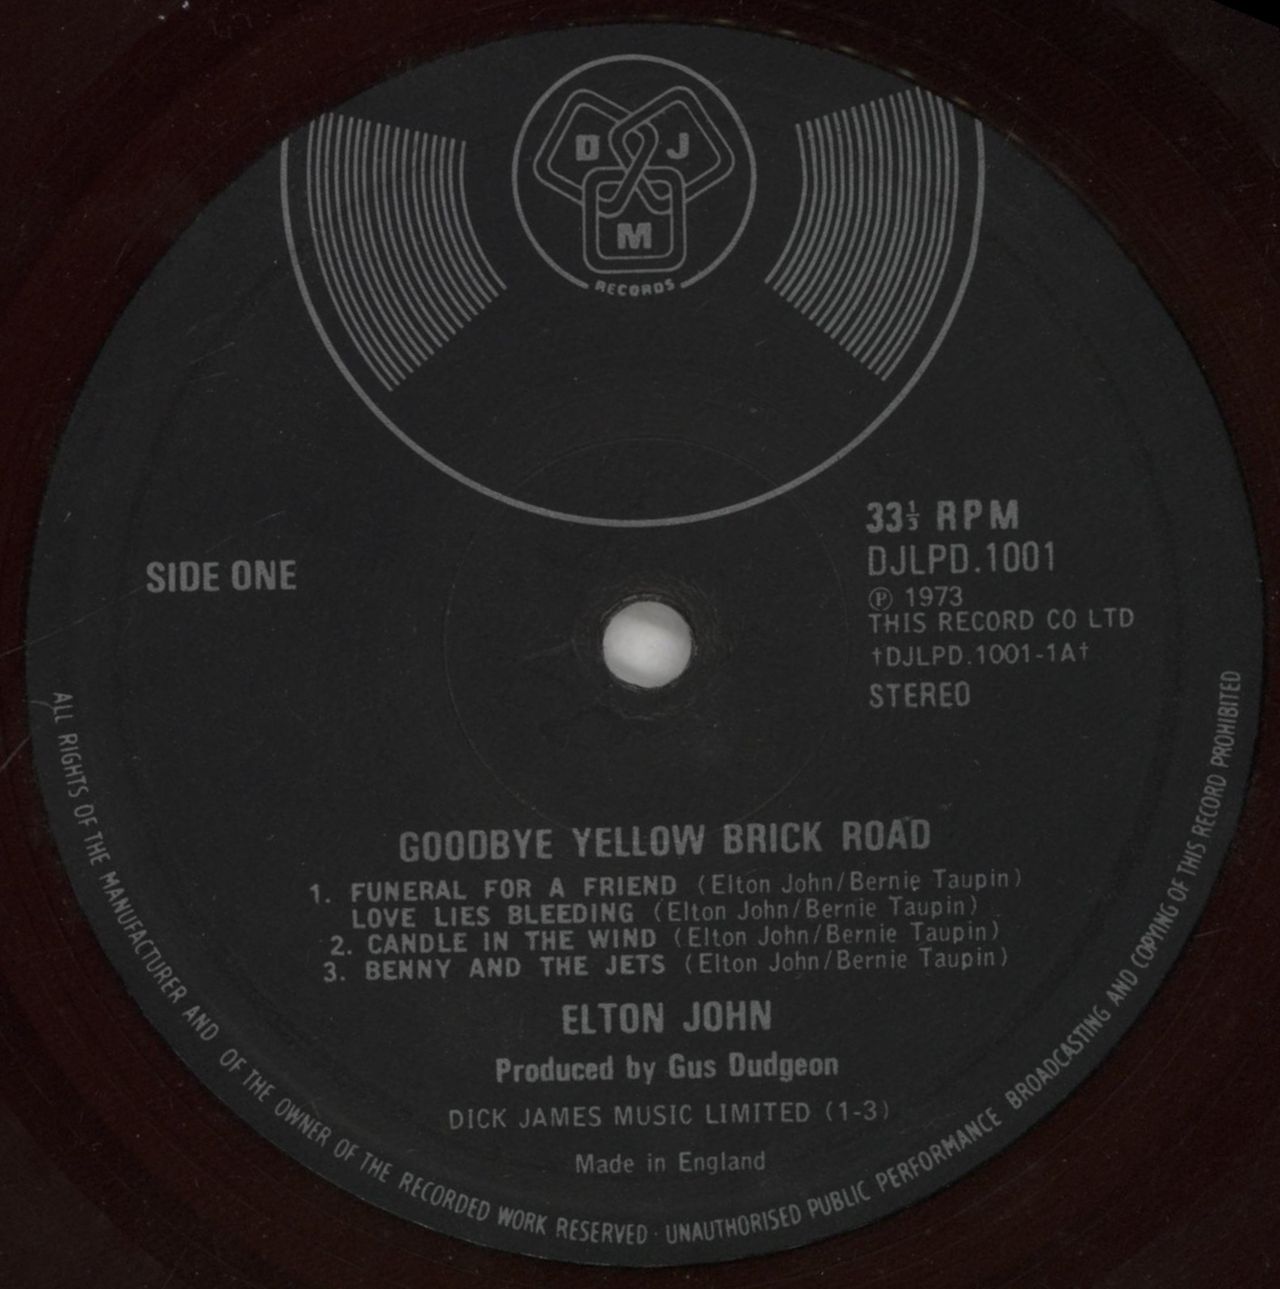 D J
M
RECORDS
SIDE ONE
33⅓ RPM
DJLPD.1001
℗ 1973
THIS RECORD CO LTD
†DJLPD.1001-1A†
STEREO
GOODBYE YELLOW BRICK ROAD
1. FUNERAL FOR A FRIEND (Elton John/Bernie Taupin)
LOVE LIES BLEEDING (Elton John/Bernie Taupin)
2. CANDLE IN THE WIND (Elton John/Bernie Taupin)
3. BENNY AND THE JETS (Elton John/Bernie Taupin)
ELTON JOHN
Produced by Gus Dudgeon
DICK JAMES MUSIC LIMITED (1-3)
Made in England
ALL RIGHTS OF THE MANUFACTURER AND OF THE OWNER OF THE RECORDED WORK RESERVED · UNAUTHORISED PUBLIC PERFORMANCE BROADCASTING AND COPYING OF THIS RECORD PROHIBITED